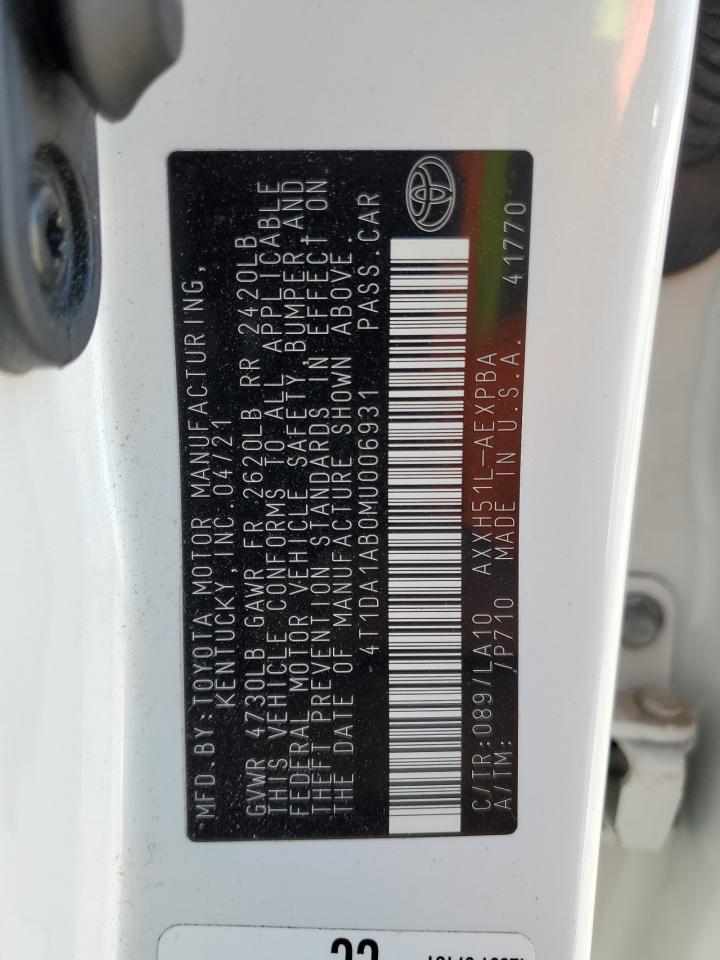 MFD.BY:TOYOTA MOTOR MANUFACTURING,
KENTUCKY, INC.04/21
GVWR 4730LB GAWR FR 2620LB RR 2420LB
THIS VEHICLE CONFORMS TO ALL APPLICABLE
FEDERAL MOTOR VEHICLE SAFETY, BUMPER AND
THEFT PREVENTION STANDARDS IN EFFECT ON
THE DATE OF MANUFACTURE SHOWN ABOVE.
4T1DA1AB0MU006931 PASS.CAR
C/TR:089/LA10 AXXH51L-AEXPBA
A/TM: /P710 MADE IN U.S.A. 41770